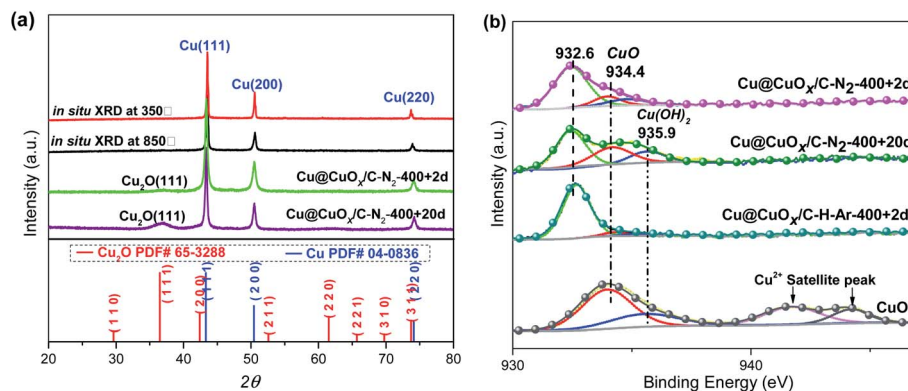 (a)
Cu(111)
Cu(200)
Cu(220)
in situ XRD at 350□
in situ XRD at 850□
Cu₂O(111)
Cu@CuOₓ/C-N₂-400+2d
Cu₂O(111)
Cu@CuOₓ/C-N₂-400+20d
Cu₂O PDF# 65-3288
Cu PDF# 04-0836
(1 1 0)
(1 1 1)
(2 0 0)
(1 1 1)
(2 0 0)
(2 1 1)
(2 2 0)
(2 2 1)
(3 1 0)
(3 1 1)
(2 2 0)
20 30 40 50 60 70 80
2θ
Intensity (a.u.)
(b)
932.6
CuO
934.4
Cu(OH)₂
935.9
Cu@CuOₓ/C-N₂-400+2d
Cu@CuOₓ/C-N₂-400+20d
Cu@CuOₓ/C-H-Ar-400+2d
Cu²⁺ Satellite peak
CuO
930 940
Binding Energy (eV)
Intensity (a.u.)